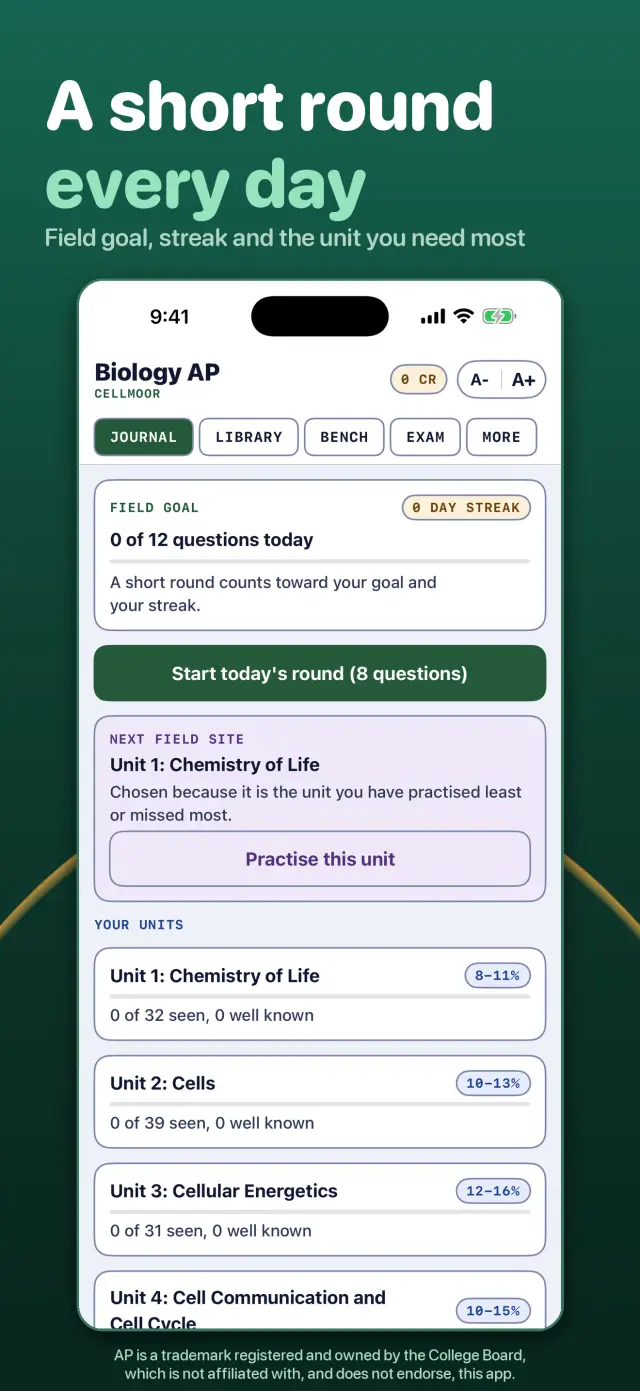 A short round
every day
Field goal, streak and the unit you need most
9:41
Biology AP
CELLMOOR
0 CR
A- A+
JOURNAL LIBRARY BENCH EXAM MORE
FIELD GOAL
0 DAY STREAK
0 of 12 questions today
A short round counts toward your goal and
your streak.
Start today's round (8 questions)
NEXT FIELD SITE
Unit 1: Chemistry of Life
Chosen because it is the unit you have practised least
or missed most.
Practise this unit
YOUR UNITS
Unit 1: Chemistry of Life
8–11%
0 of 32 seen, 0 well known
Unit 2: Cells
10–13%
0 of 39 seen, 0 well known
Unit 3: Cellular Energetics
12–16%
0 of 31 seen, 0 well known
Unit 4: Cell Communication and
Cell Cycle
10–15%
AP is a trademark registered and owned by the College Board,
which is not affiliated with, and does not endorse, this app.